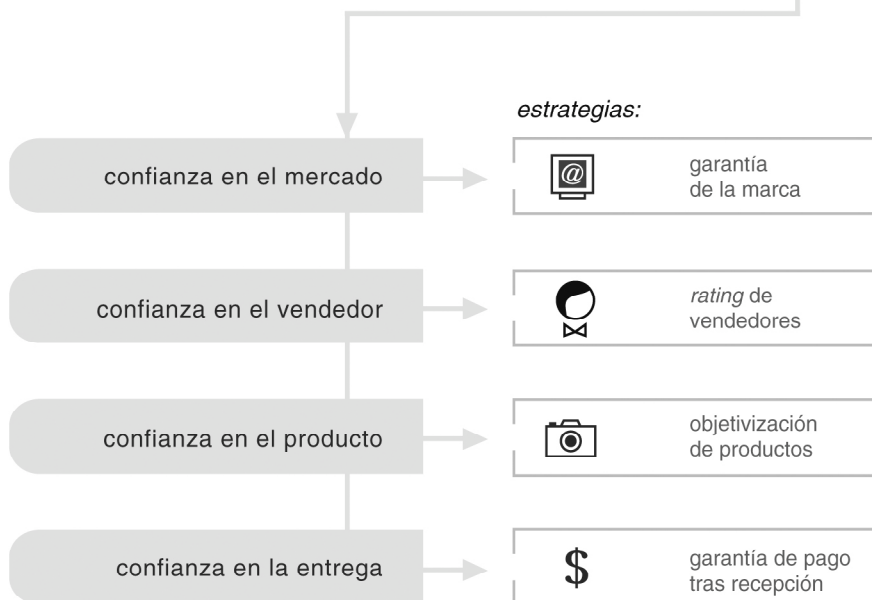 estrategias:
confianza en el mercado
@
garantía
de la marca
confianza en el vendedor
rating de
vendedores
confianza en el producto
objetivización
de productos
confianza en la entrega
$
garantía de pago
tras recepción